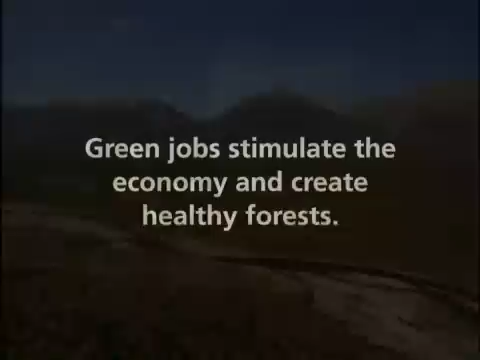 Green jobs stimulate the
economy and create
healthy forests.